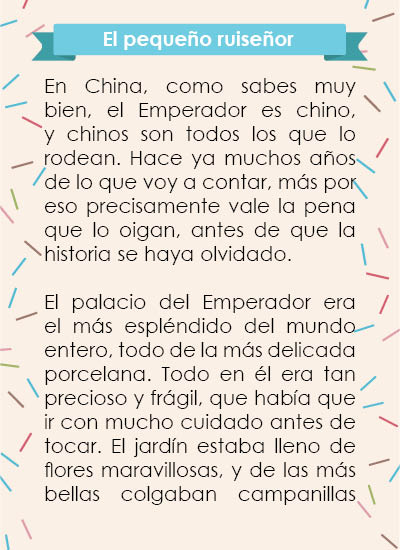 El pequeño ruiseñor
En China, como sabes muy
bien, el Emperador es chino,
y chinos son todos los que lo
rodean. Hace ya muchos años
de lo que voy a contar, más por
eso precisamente vale la pena
que lo oigan, antes de que la
historia se haya olvidado.
El palacio del Emperador era
el más espléndido del mundo
entero, todo de la más delicada
porcelana. Todo en él era tan
precioso y frágil, que había que
ir con mucho cuidado antes de
tocar. El jardín estaba lleno de
flores maravillosas, y de las más
bellas colgaban campanillas